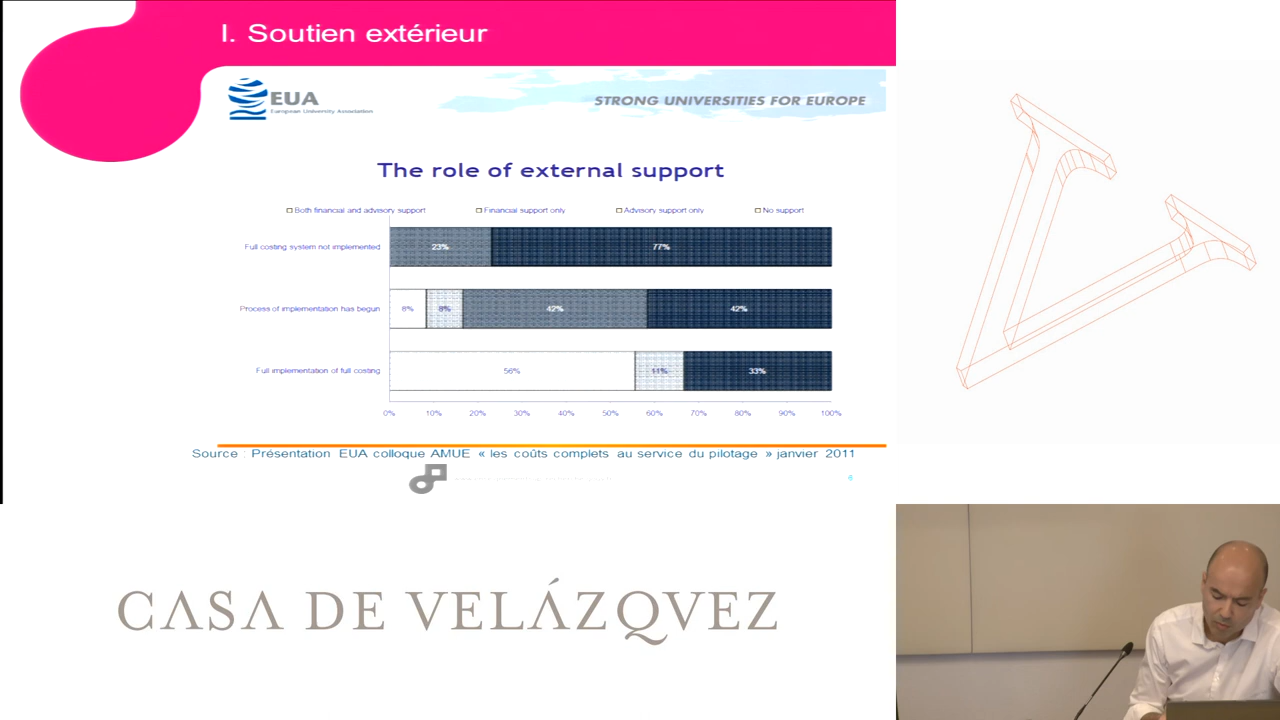 I. Soutien extérieur
EUA
European University Association
STRONG UNIVERSITIES FOR EUROPE
The role of external support
Both financial and advisory support
Financial support only
Advisory support only
No support
Full costing system not implemented
23%
77%
Process of implementation has begun
8%
8%
42%
42%
Full implementation of full costing
56%
11%
33%
0%
10%
20%
30%
40%
50%
60%
70%
80%
90%
100%
Source : Présentation EUA colloque AMUE « les coûts complets au service du pilotage » janvier 2011
6
CASA DE VELÁZQVEZ